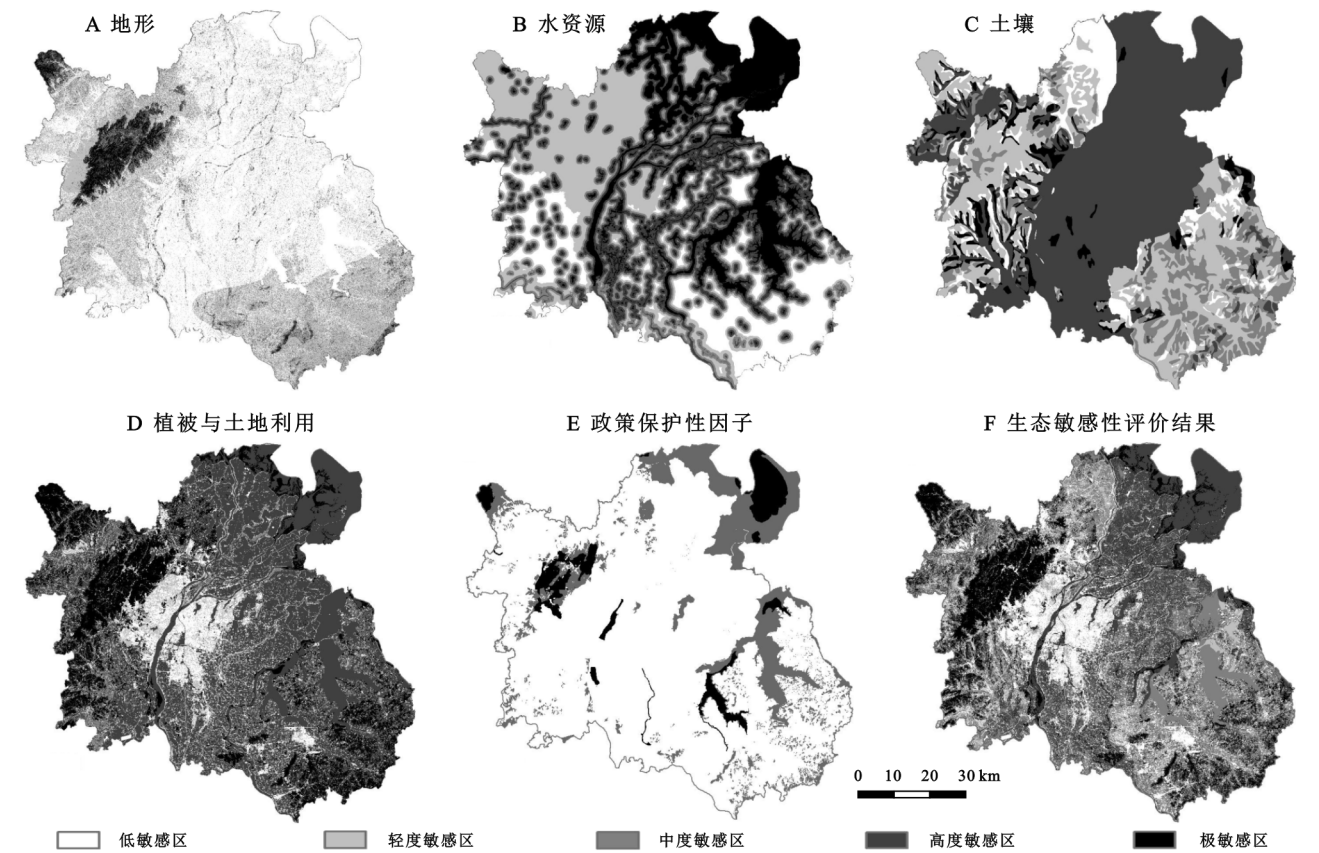 A 地形
B 水资源
C 土壤
D 植被与土地利用
E 政策保护性因子
F 生态敏感性评价结果
0 10 20 30 km
低敏感区
轻度敏感区
中度敏感区
高度敏感区
极敏感区